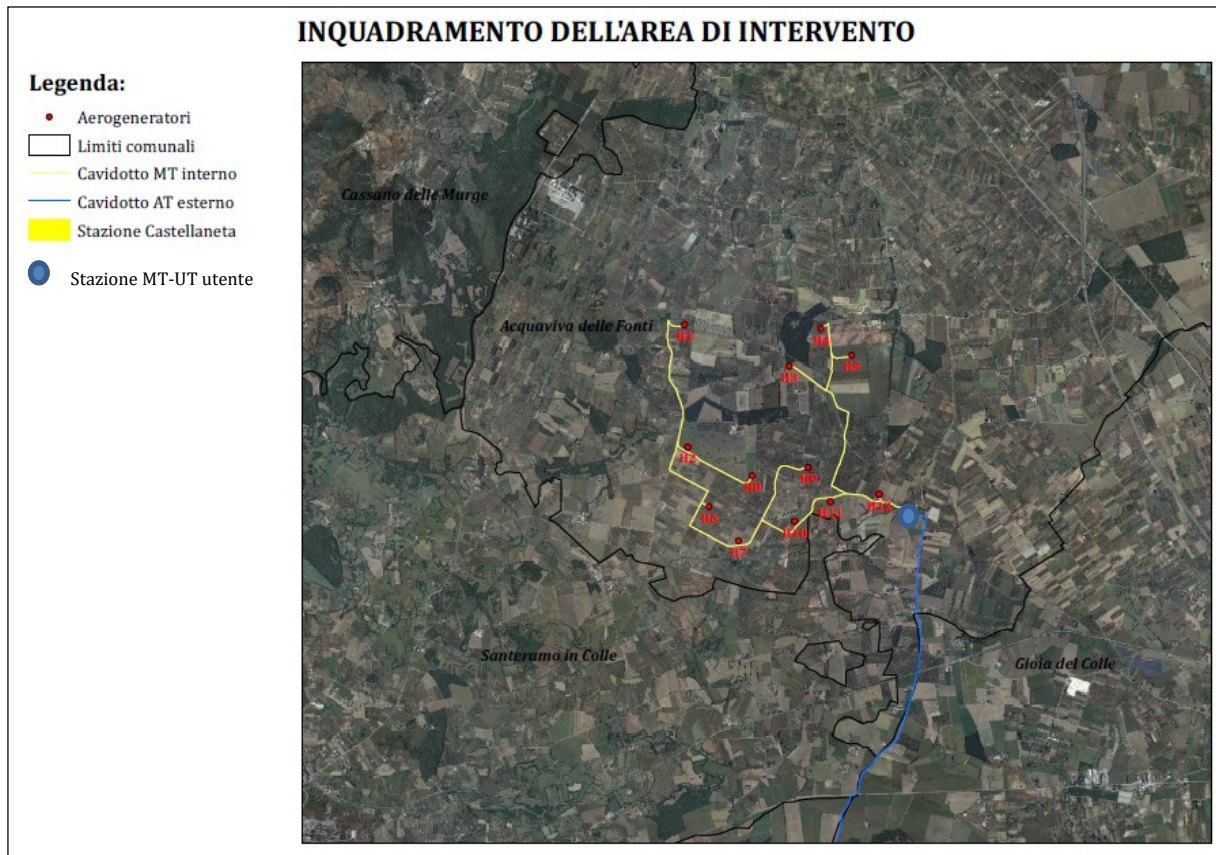 INQUADRAMENTO DELL'AREA DI INTERVENTO
Legenda:
Aerogeneratori
Limiti comunali
Cavidotto MT interno
Cavidotto AT esterno
Stazione Castellaneta
Stazione MT-UT utente
Cassano delle Murge
Acquaviva delle Fonti
H1
H4
H5
H3
H2
H8
H9
H6
H11
H12
H10
H7
Santeramo in Colle
Gioia del Colle